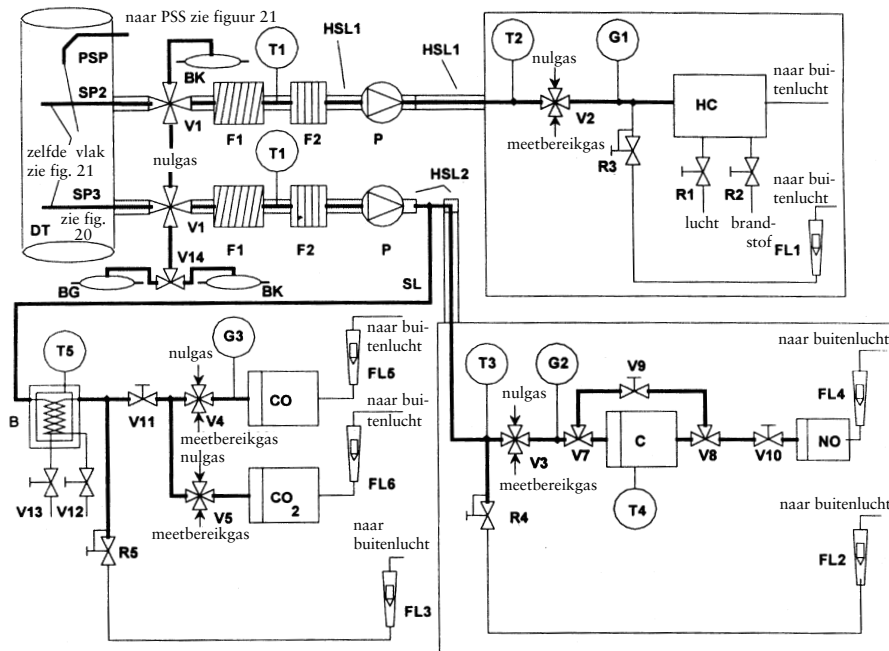 naar PSS zie figuur 21
PSP
SP2
BK
T1
HSL1
HSL1
T2
G1
nulgas
naar bui-
tenlucht
HC
V1
F1
F2
P
meetbereikgas
V2
R3
R1
R2
lucht
brand-
stof
naar bui-
tenlucht
FL1
zelfde vlak
zie fig. 21
nulgas
T1
HSL2
SP3
zie fig.
20
DT
V1
F1
F2
P
V14
BG
BK
SL
T5
B
V13
V12
V11
nulgas
G3
V4
meetbereikgas
CO
naar bui-
tenlucht
FL5
nulgas
V5
meetbereikgas
CO
2
naar bui-
tenlucht
FL6
R5
naar
buitenlucht
FL3
naar bui-
tenlucht
T3
nulgas
G2
V9
V3
meetbereikgas
V7
C
V8
V10
NO
naar buitenlucht
FL4
T4
R4
naar
buitenlucht
FL2